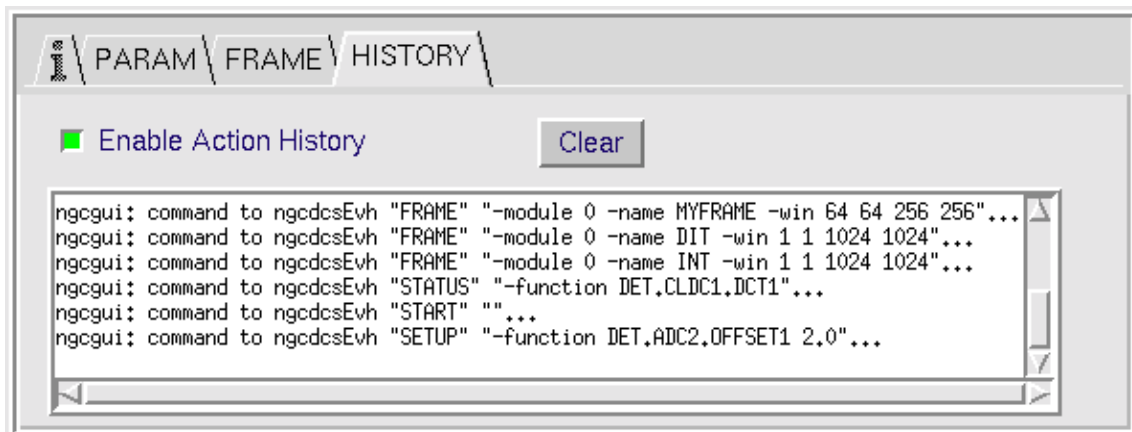 i PARAM FRAME HISTORY
Enable Action History Clear
ngcgui: command to ngcdcsEvh "FRAME" "-module 0 -name MYFRAME -win 64 64 256 256"...
ngcgui: command to ngcdcsEvh "FRAME" "-module 0 -name DIT -win 1 1 1024 1024"...
ngcgui: command to ngcdcsEvh "FRAME" "-module 0 -name INT -win 1 1 1024 1024"...
ngcgui: command to ngcdcsEvh "STATUS" "-function DET.CLDC1.DCT1"...
ngcgui: command to ngcdcsEvh "START" ""...
ngcgui: command to ngcdcsEvh "SETUP" "-function DET.ADC2.OFFSET1 2.0"...